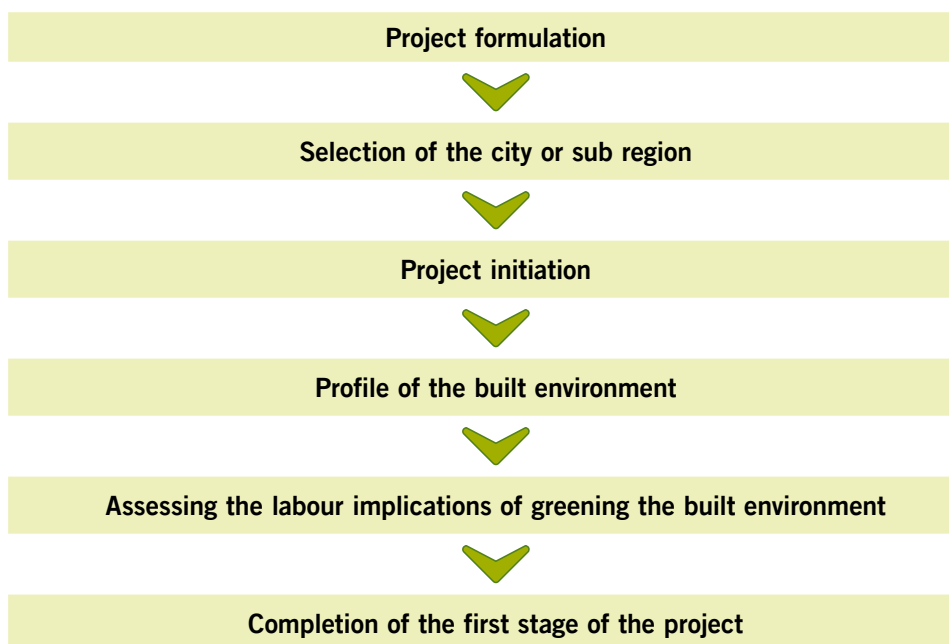 Project formulation
Selection of the city or sub region
Project initiation
Profile of the built environment
Assessing the labour implications of greening the built environment
Completion of the first stage of the project